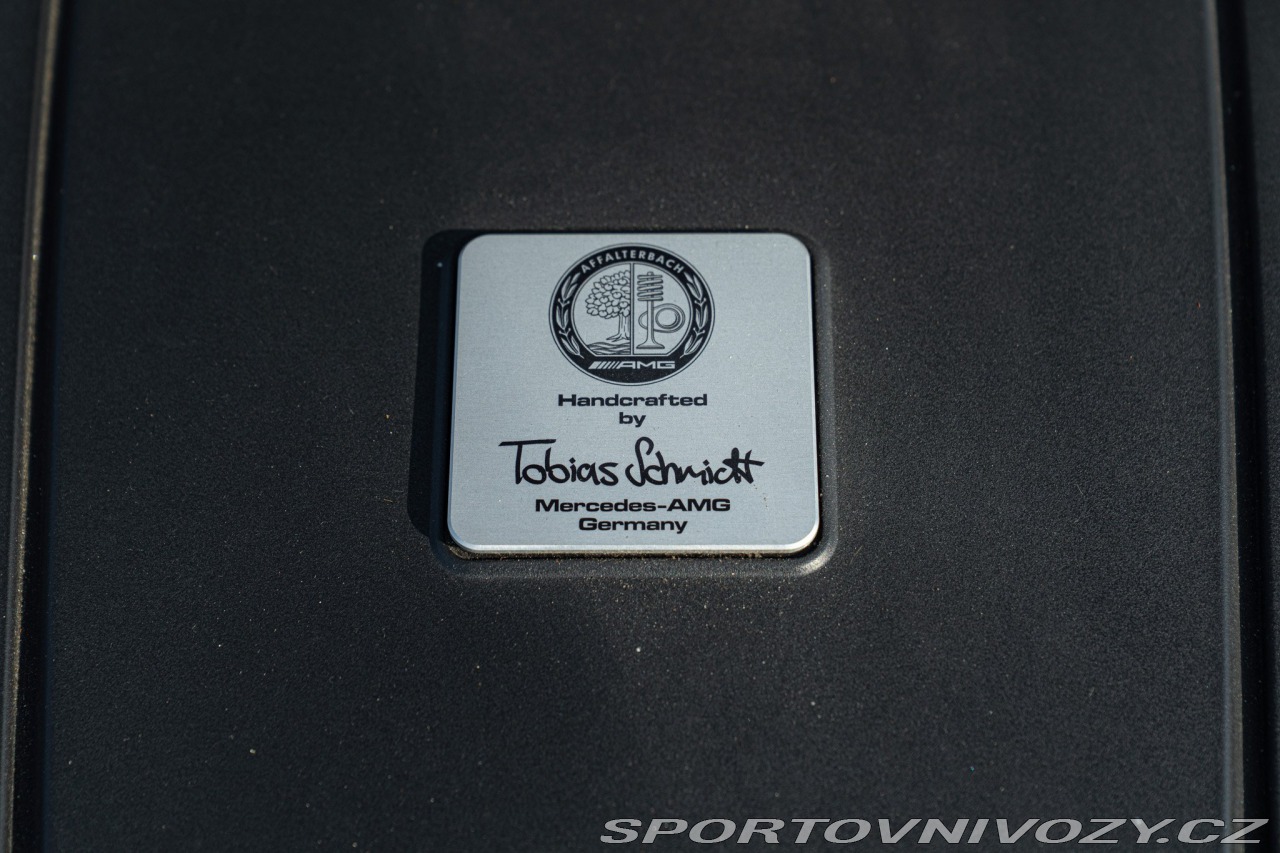 AFFALTERBACH
AMG
Handcrafted
by
Tobias Schmidt
Mercedes-AMG
Germany
SPORTOVNIVOZY.CZ